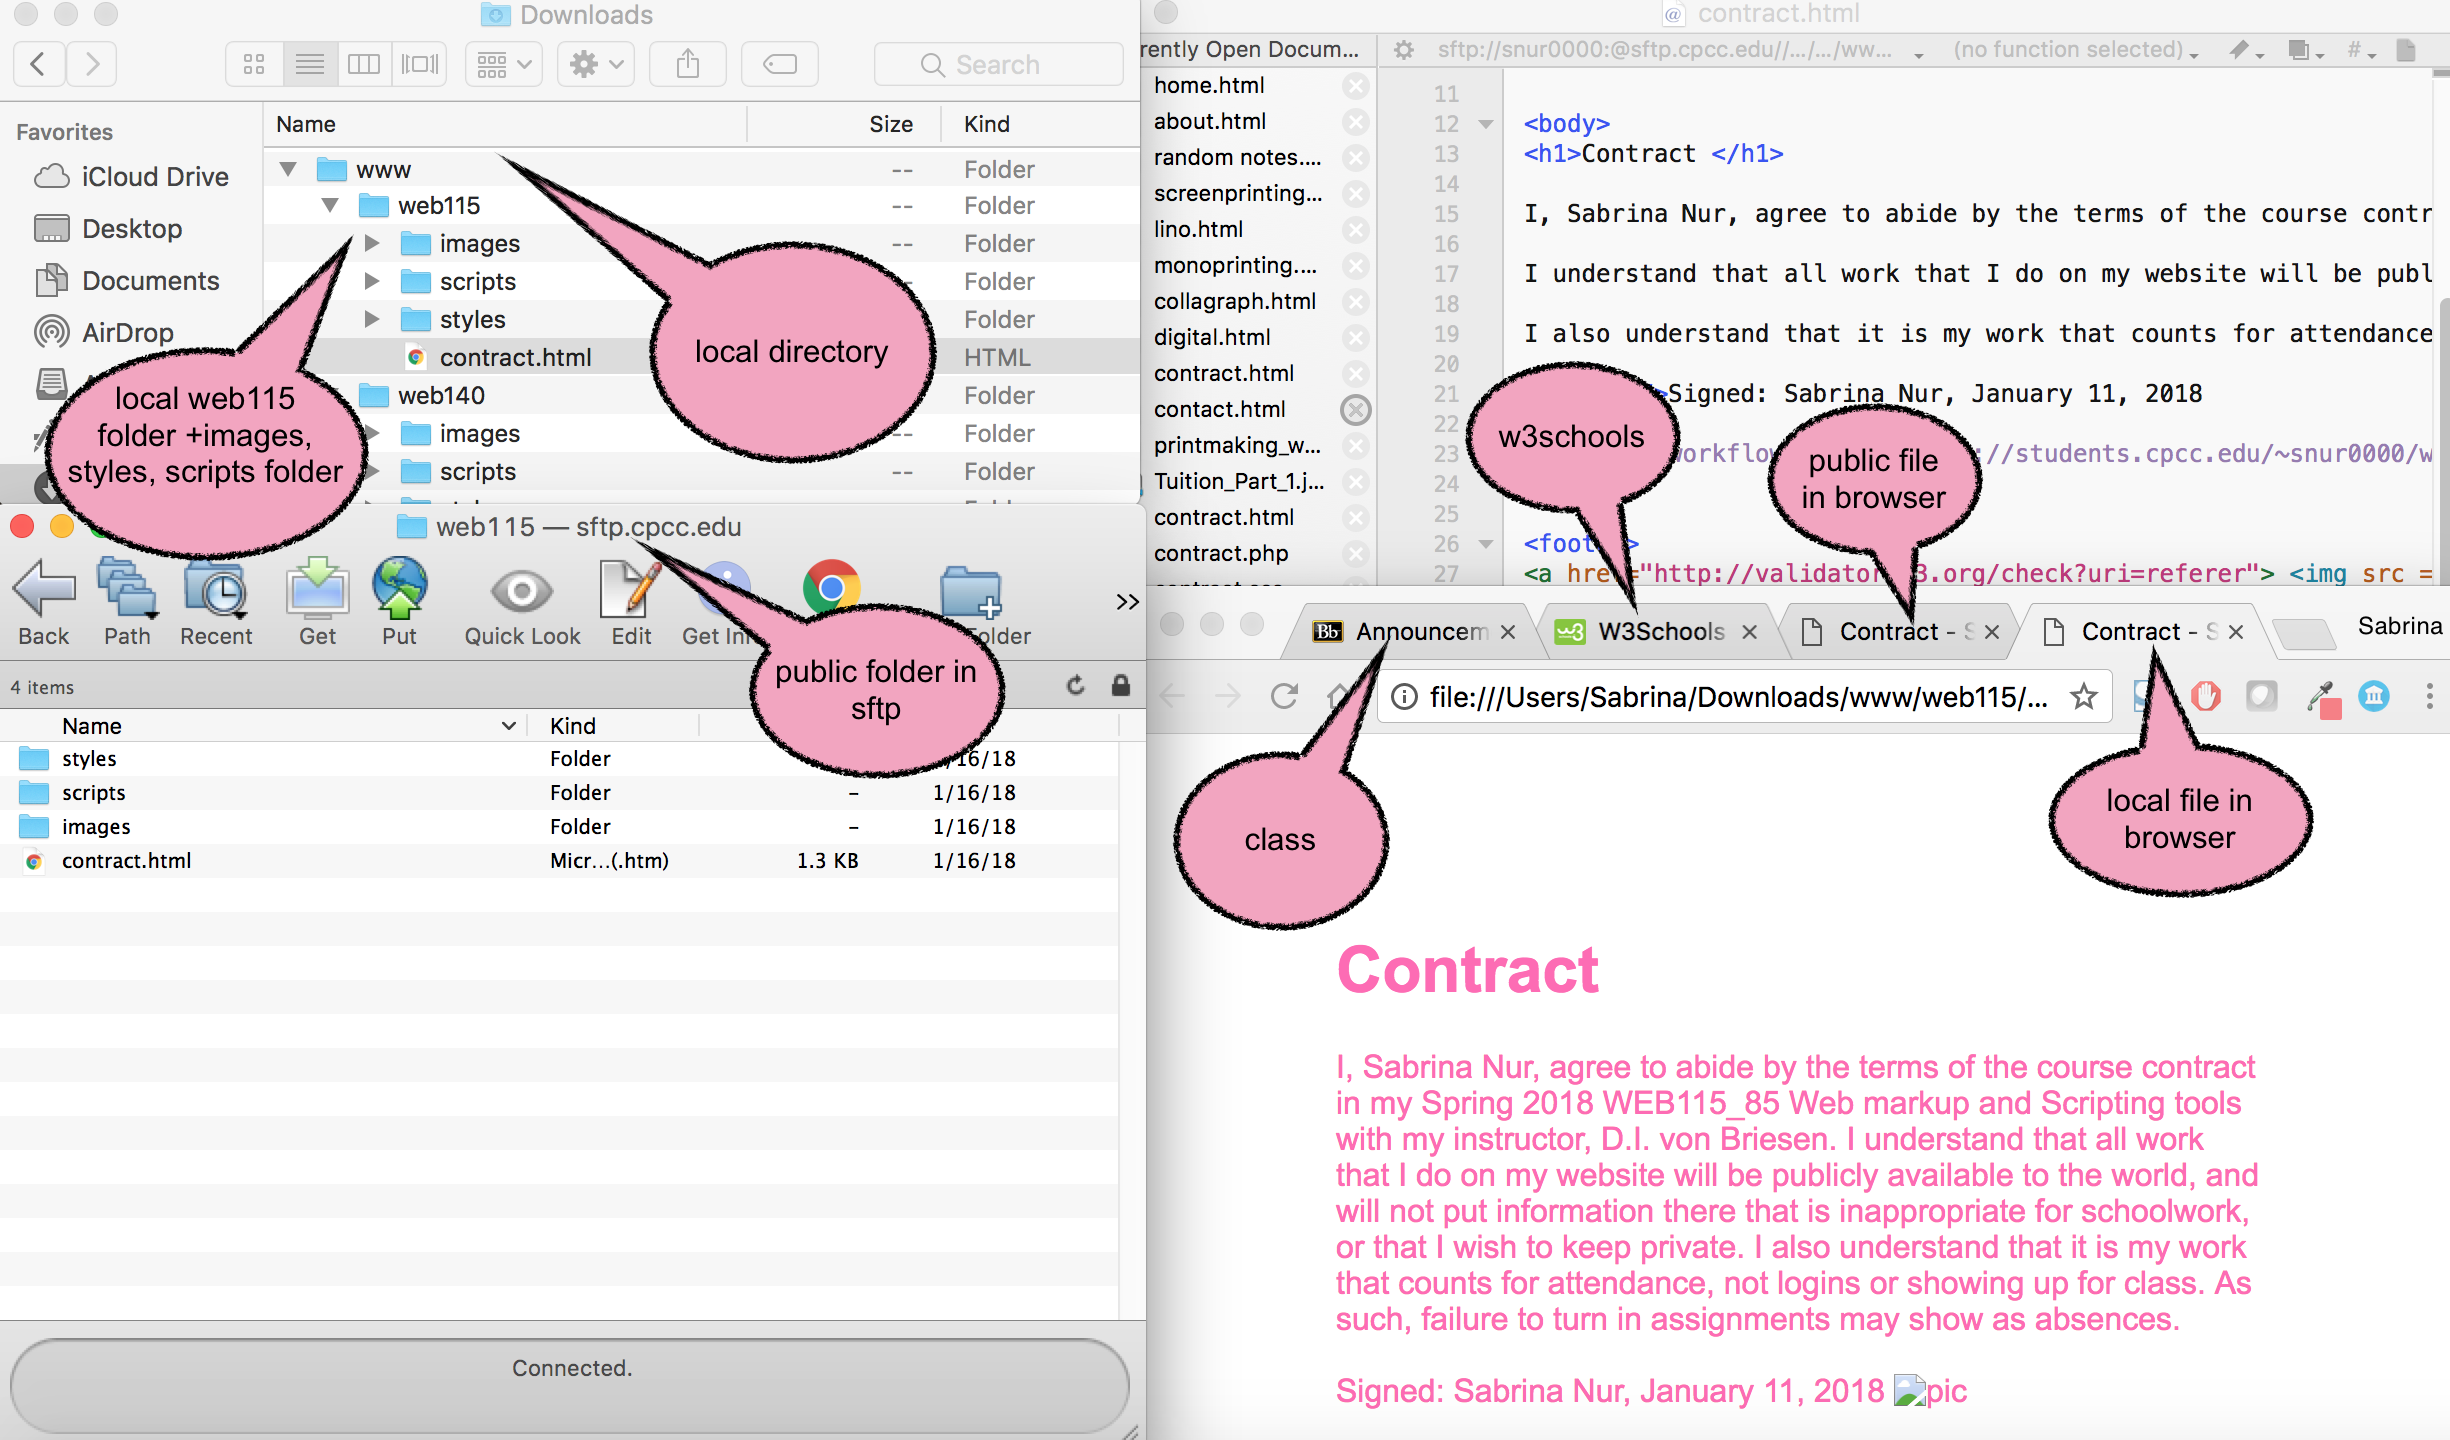 Downloads
Search
Favorites
iCloud Drive
Desktop
Documents
AirDrop
Name Size Kind
www -- Folder
web115 -- Folder
images -- Folder
scripts Folder
styles Folder
contract.html HTML
web140 Folder
images -- Folder
scripts -- Folder
local directory
local web115
folder +images,
styles, scripts folder
contract.html
rently Open Docum...
sftp://snur0000:@sftp.cpcc.edu//.../.../ww...
(no function selected)
#
home.html
about.html
random notes....
screenprinting...
lino.html
monoprinting....
collagraph.html
digital.html
contract.html
contact.html
printmaking_w...
Tuition_Part_1.j...
contract.html
contract.php
11
12 <body>
13 <h1>Contract </h1>
14
15 I, Sabrina Nur, agree to abide by the terms of the course contr
16
17 I understand that all work that I do on my website will be publ
18
19 I also understand that it is my work that counts for attendance
20
21 >Signed: Sabrina Nur, January 11, 2018
22
23 workflow ://students.cpcc.edu/~snur0000/w
24
25
26 <foot >
27 <a hre ="http://validator 3.org/check?uri=referer"> <img src =
w3schools
public file
in browser
web115 — sftp.cpcc.edu
Back Path Recent Get Put Quick Look Edit Get In older
public folder in
sftp
4 items
Name Kind
styles Folder 16/18
scripts Folder – 1/16/18
images Folder – 1/16/18
contract.html Micr...(.htm) 1.3 KB 1/16/18
Connected.
Bb Announcem
w3 W3Schools
Contract - S
Contract - S
Sabrina
file:///Users/Sabrina/Downloads/www/web115/...
class
local file in
browser
Contract
I, Sabrina Nur, agree to abide by the terms of the course contract
in my Spring 2018 WEB115_85 Web markup and Scripting tools
with my instructor, D.I. von Briesen. I understand that all work
that I do on my website will be publicly available to the world, and
will not put information there that is inappropriate for schoolwork,
or that I wish to keep private. I also understand that it is my work
that counts for attendance, not logins or showing up for class. As
such, failure to turn in assignments may show as absences.
Signed: Sabrina Nur, January 11, 2018 pic